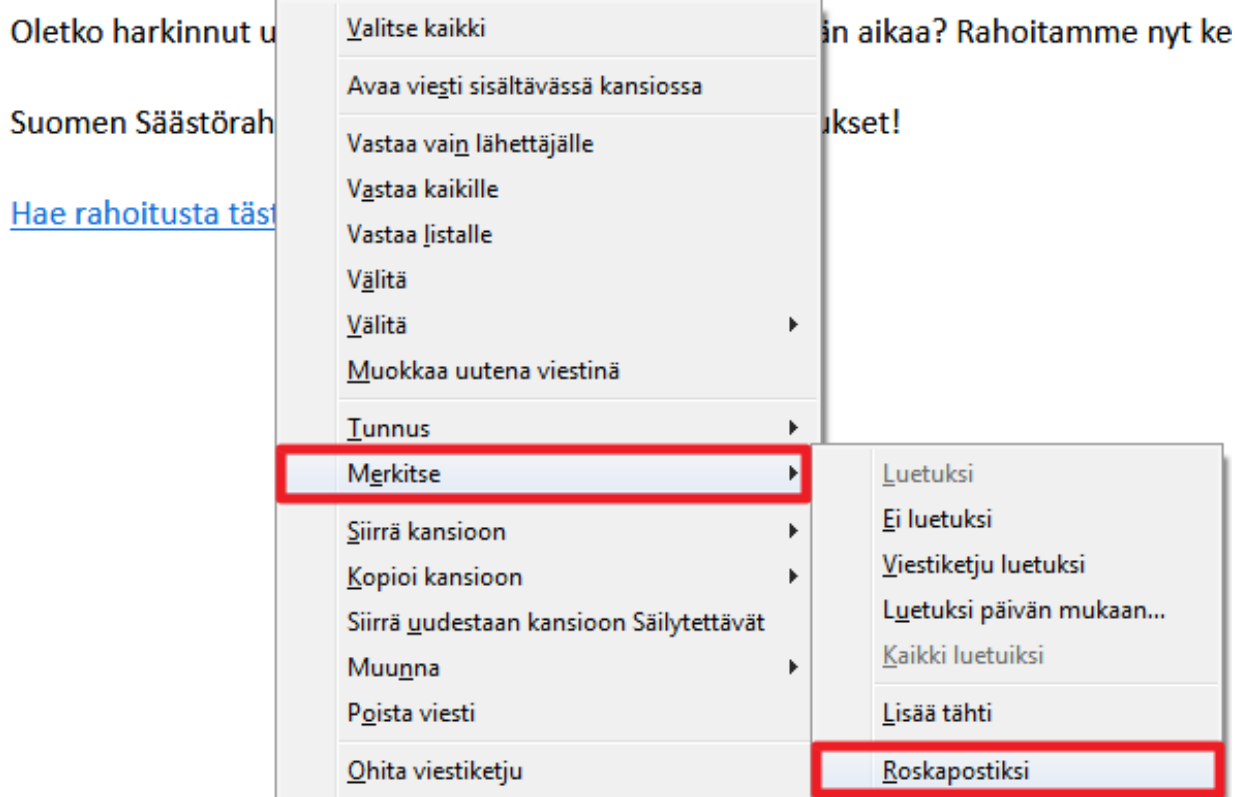 Oletko harkinnut u
än aikaa? Rahoitamme nyt ke
Suomen Säästörah
ukset!
Hae rahoitusta täst
Valitse kaikki
Avaa viesti sisältävässä kansiossa
Vastaa vain lähettäjälle
Vastaa kaikille
Vastaa listalle
Välitä
Välitä
Muokkaa uutena viestinä
Tunnus
Merkitse
Siirrä kansioon
Kopioi kansioon
Siirrä uudestaan kansioon Säilytettävät
Muunna
Poista viesti
Ohita viestiketju
Luetuksi
Ei luetuksi
Viestiketju luetuksi
Luetuksi päivän mukaan...
Kaikki luetuiksi
Lisää tähti
Roskapostiksi